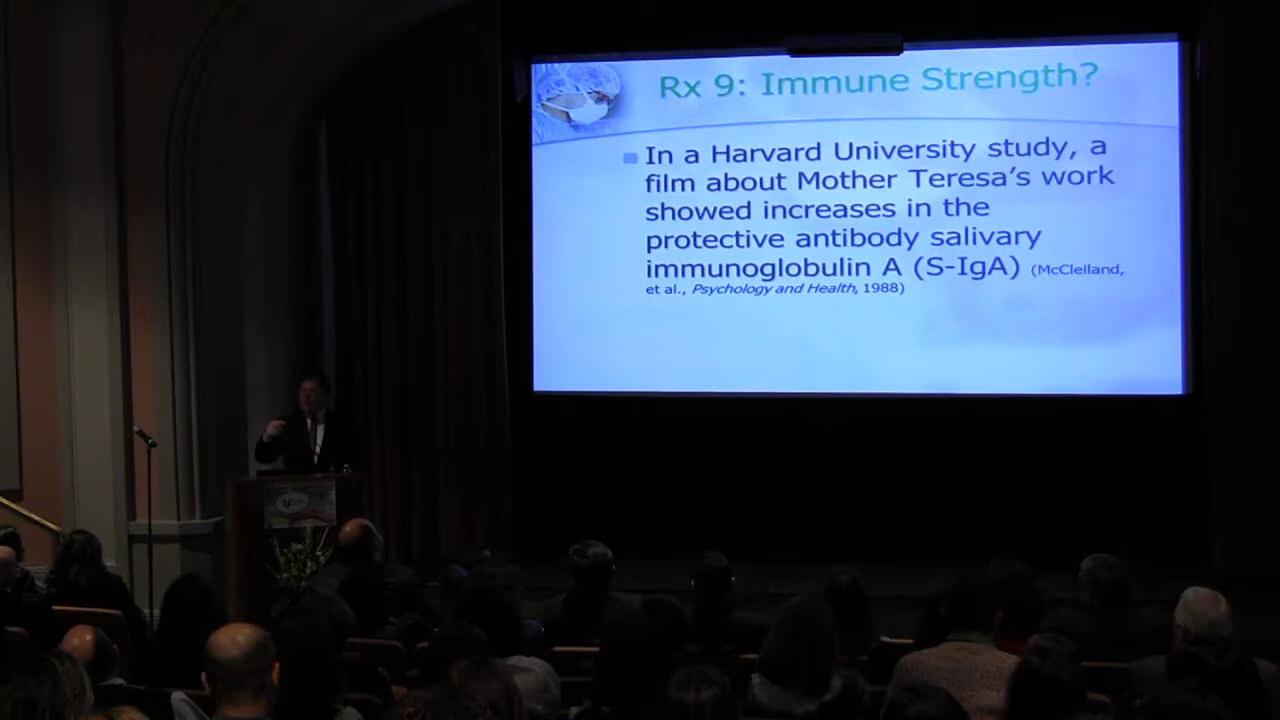 Rx 9: Immune Strength?
In a Harvard University study, a
film about Mother Teresa’s work
showed increases in the
protective antibody salivary
immunoglobulin A (S-IgA) (McClelland,
et al., Psychology and Health, 1988)